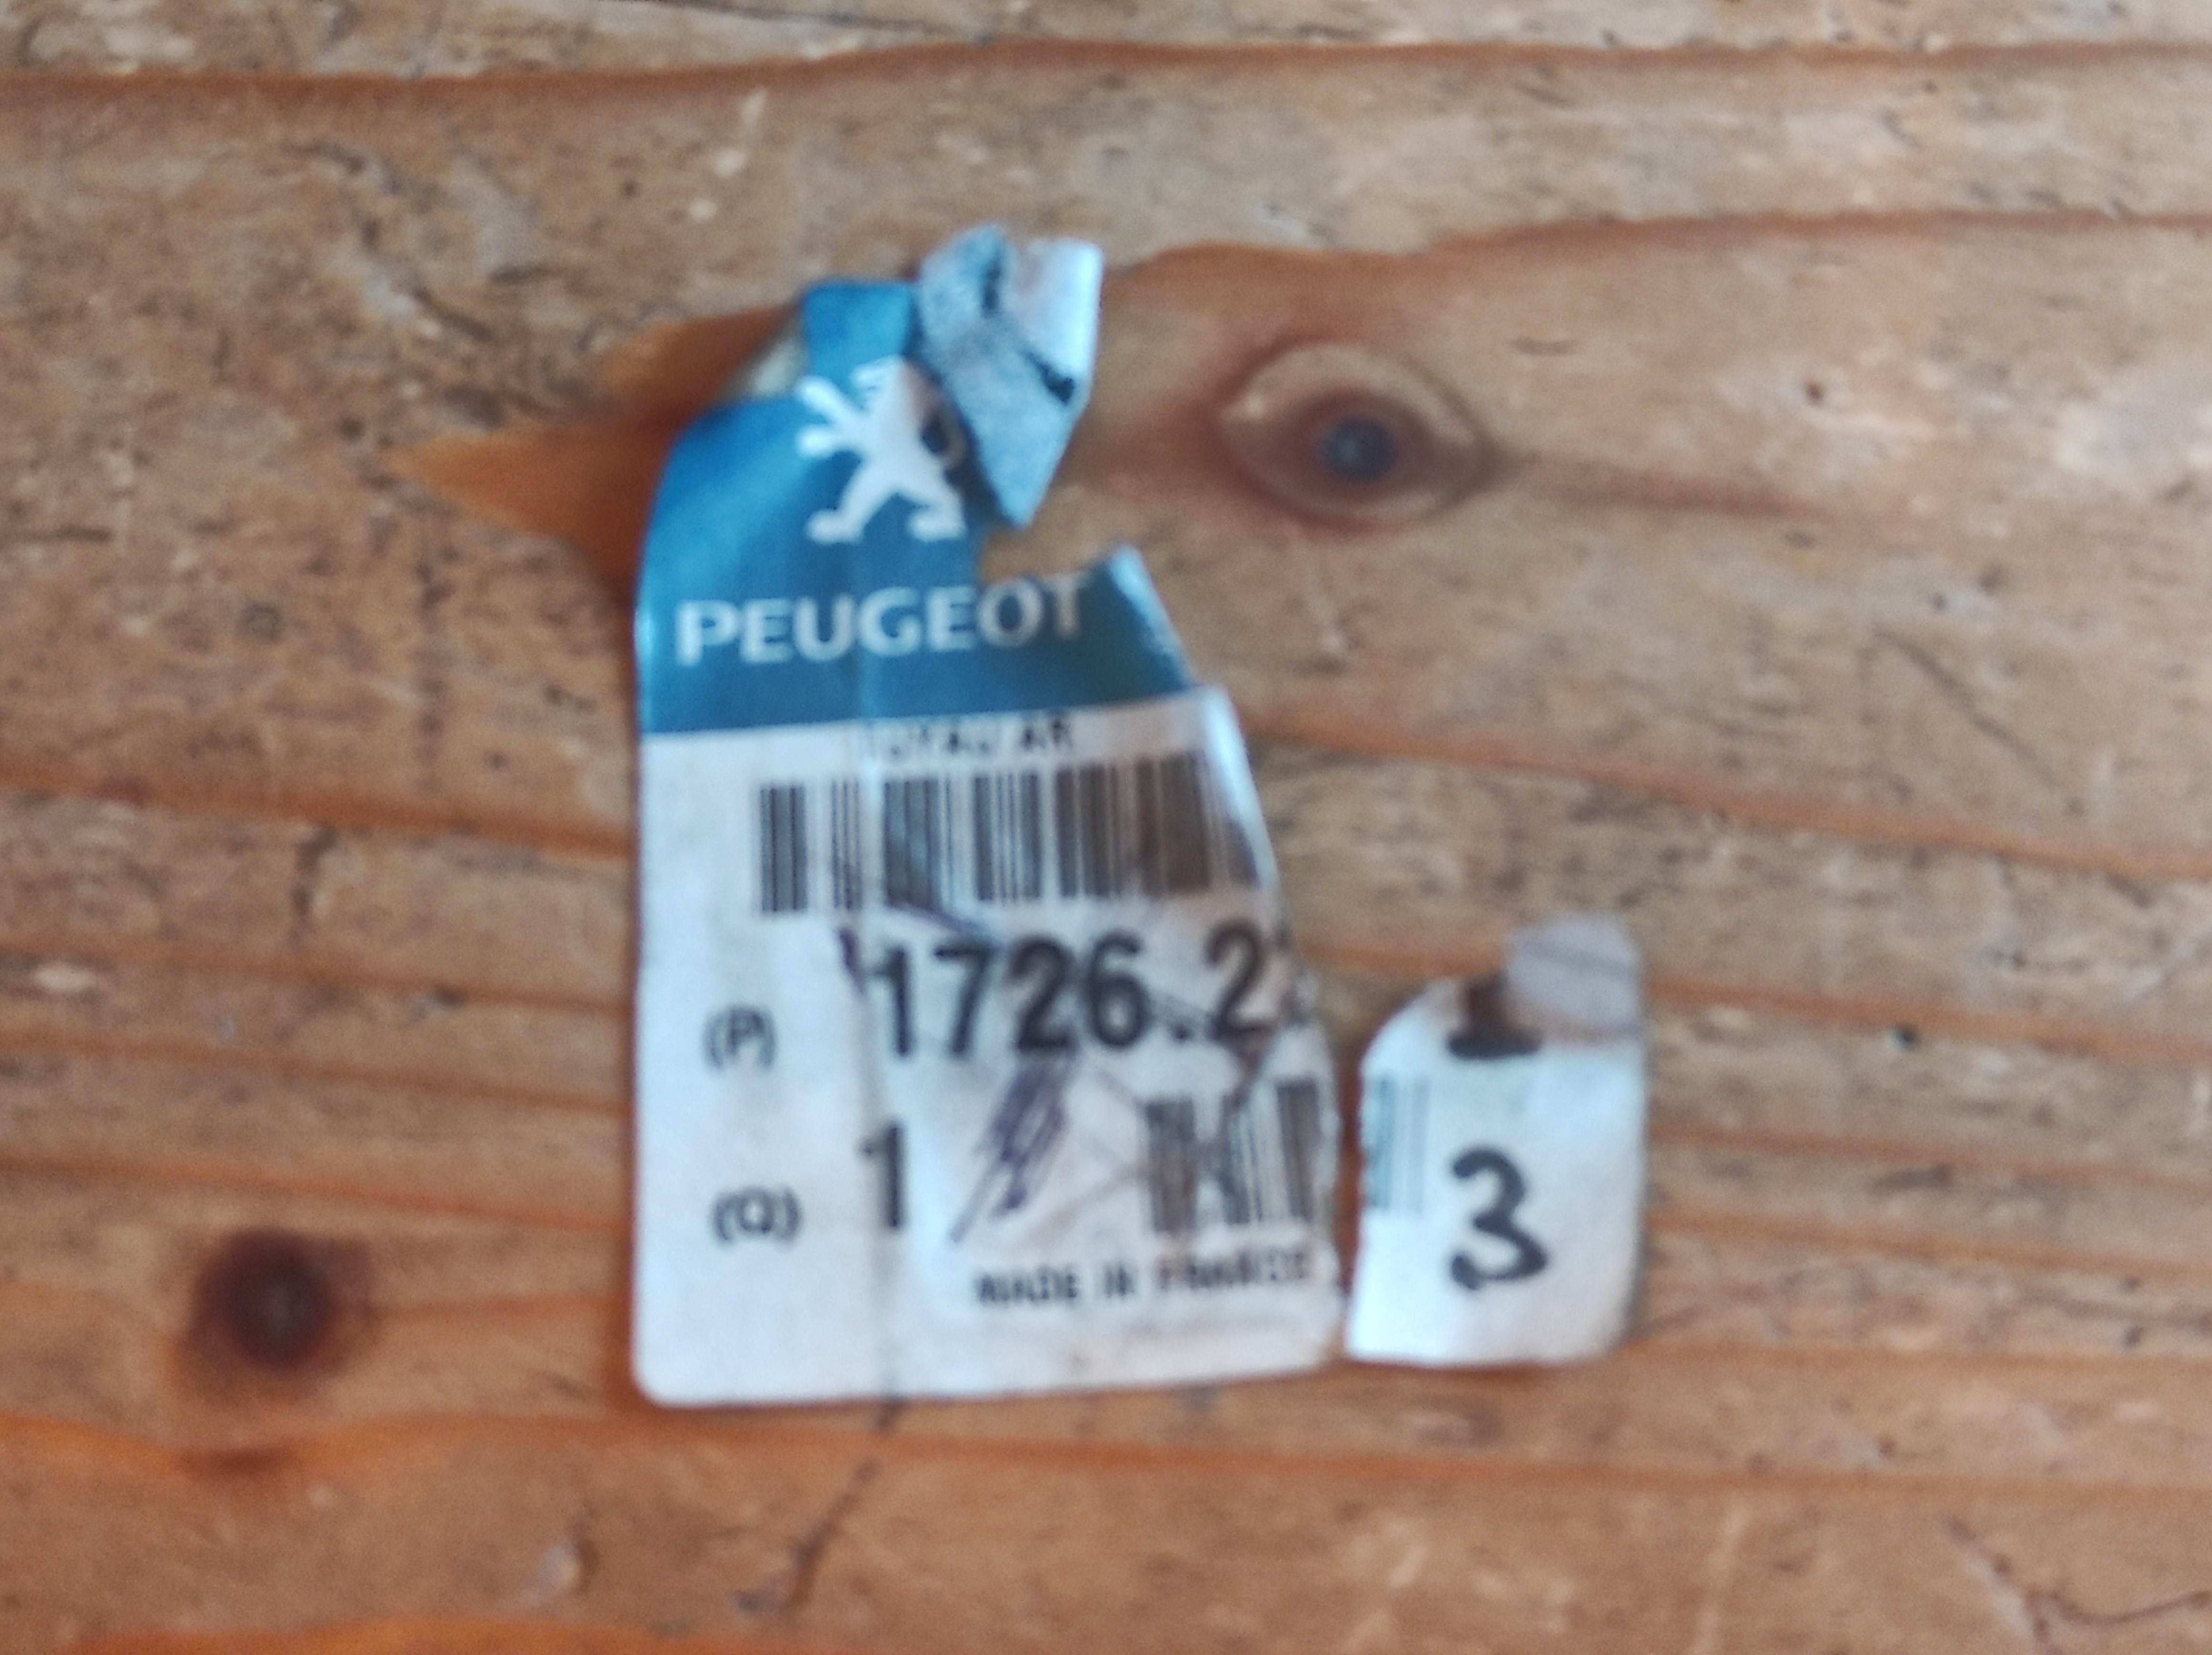 PEUGEOT
(P) 1726.2
(Q) 1
3
MADE IN FRANCE